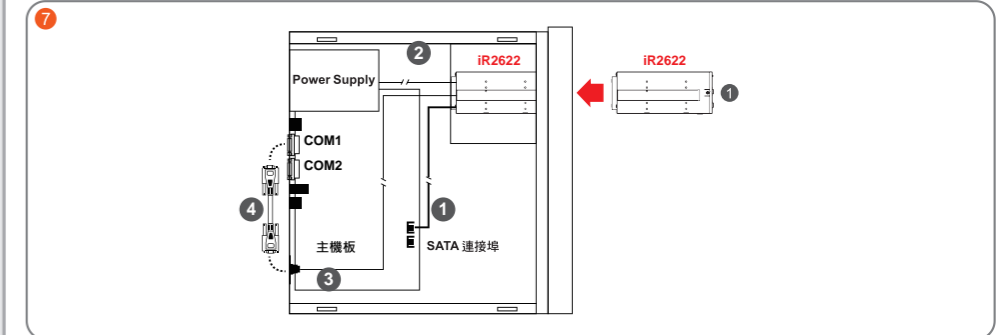 7
2
iR2622
iR2622
Power Supply
1
COM1
COM2
4
1
主機板
SATA 連接埠
3